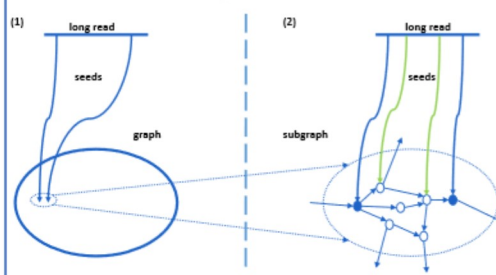 (1)
long read
seeds
graph
(2)
long read
seeds
subgraph